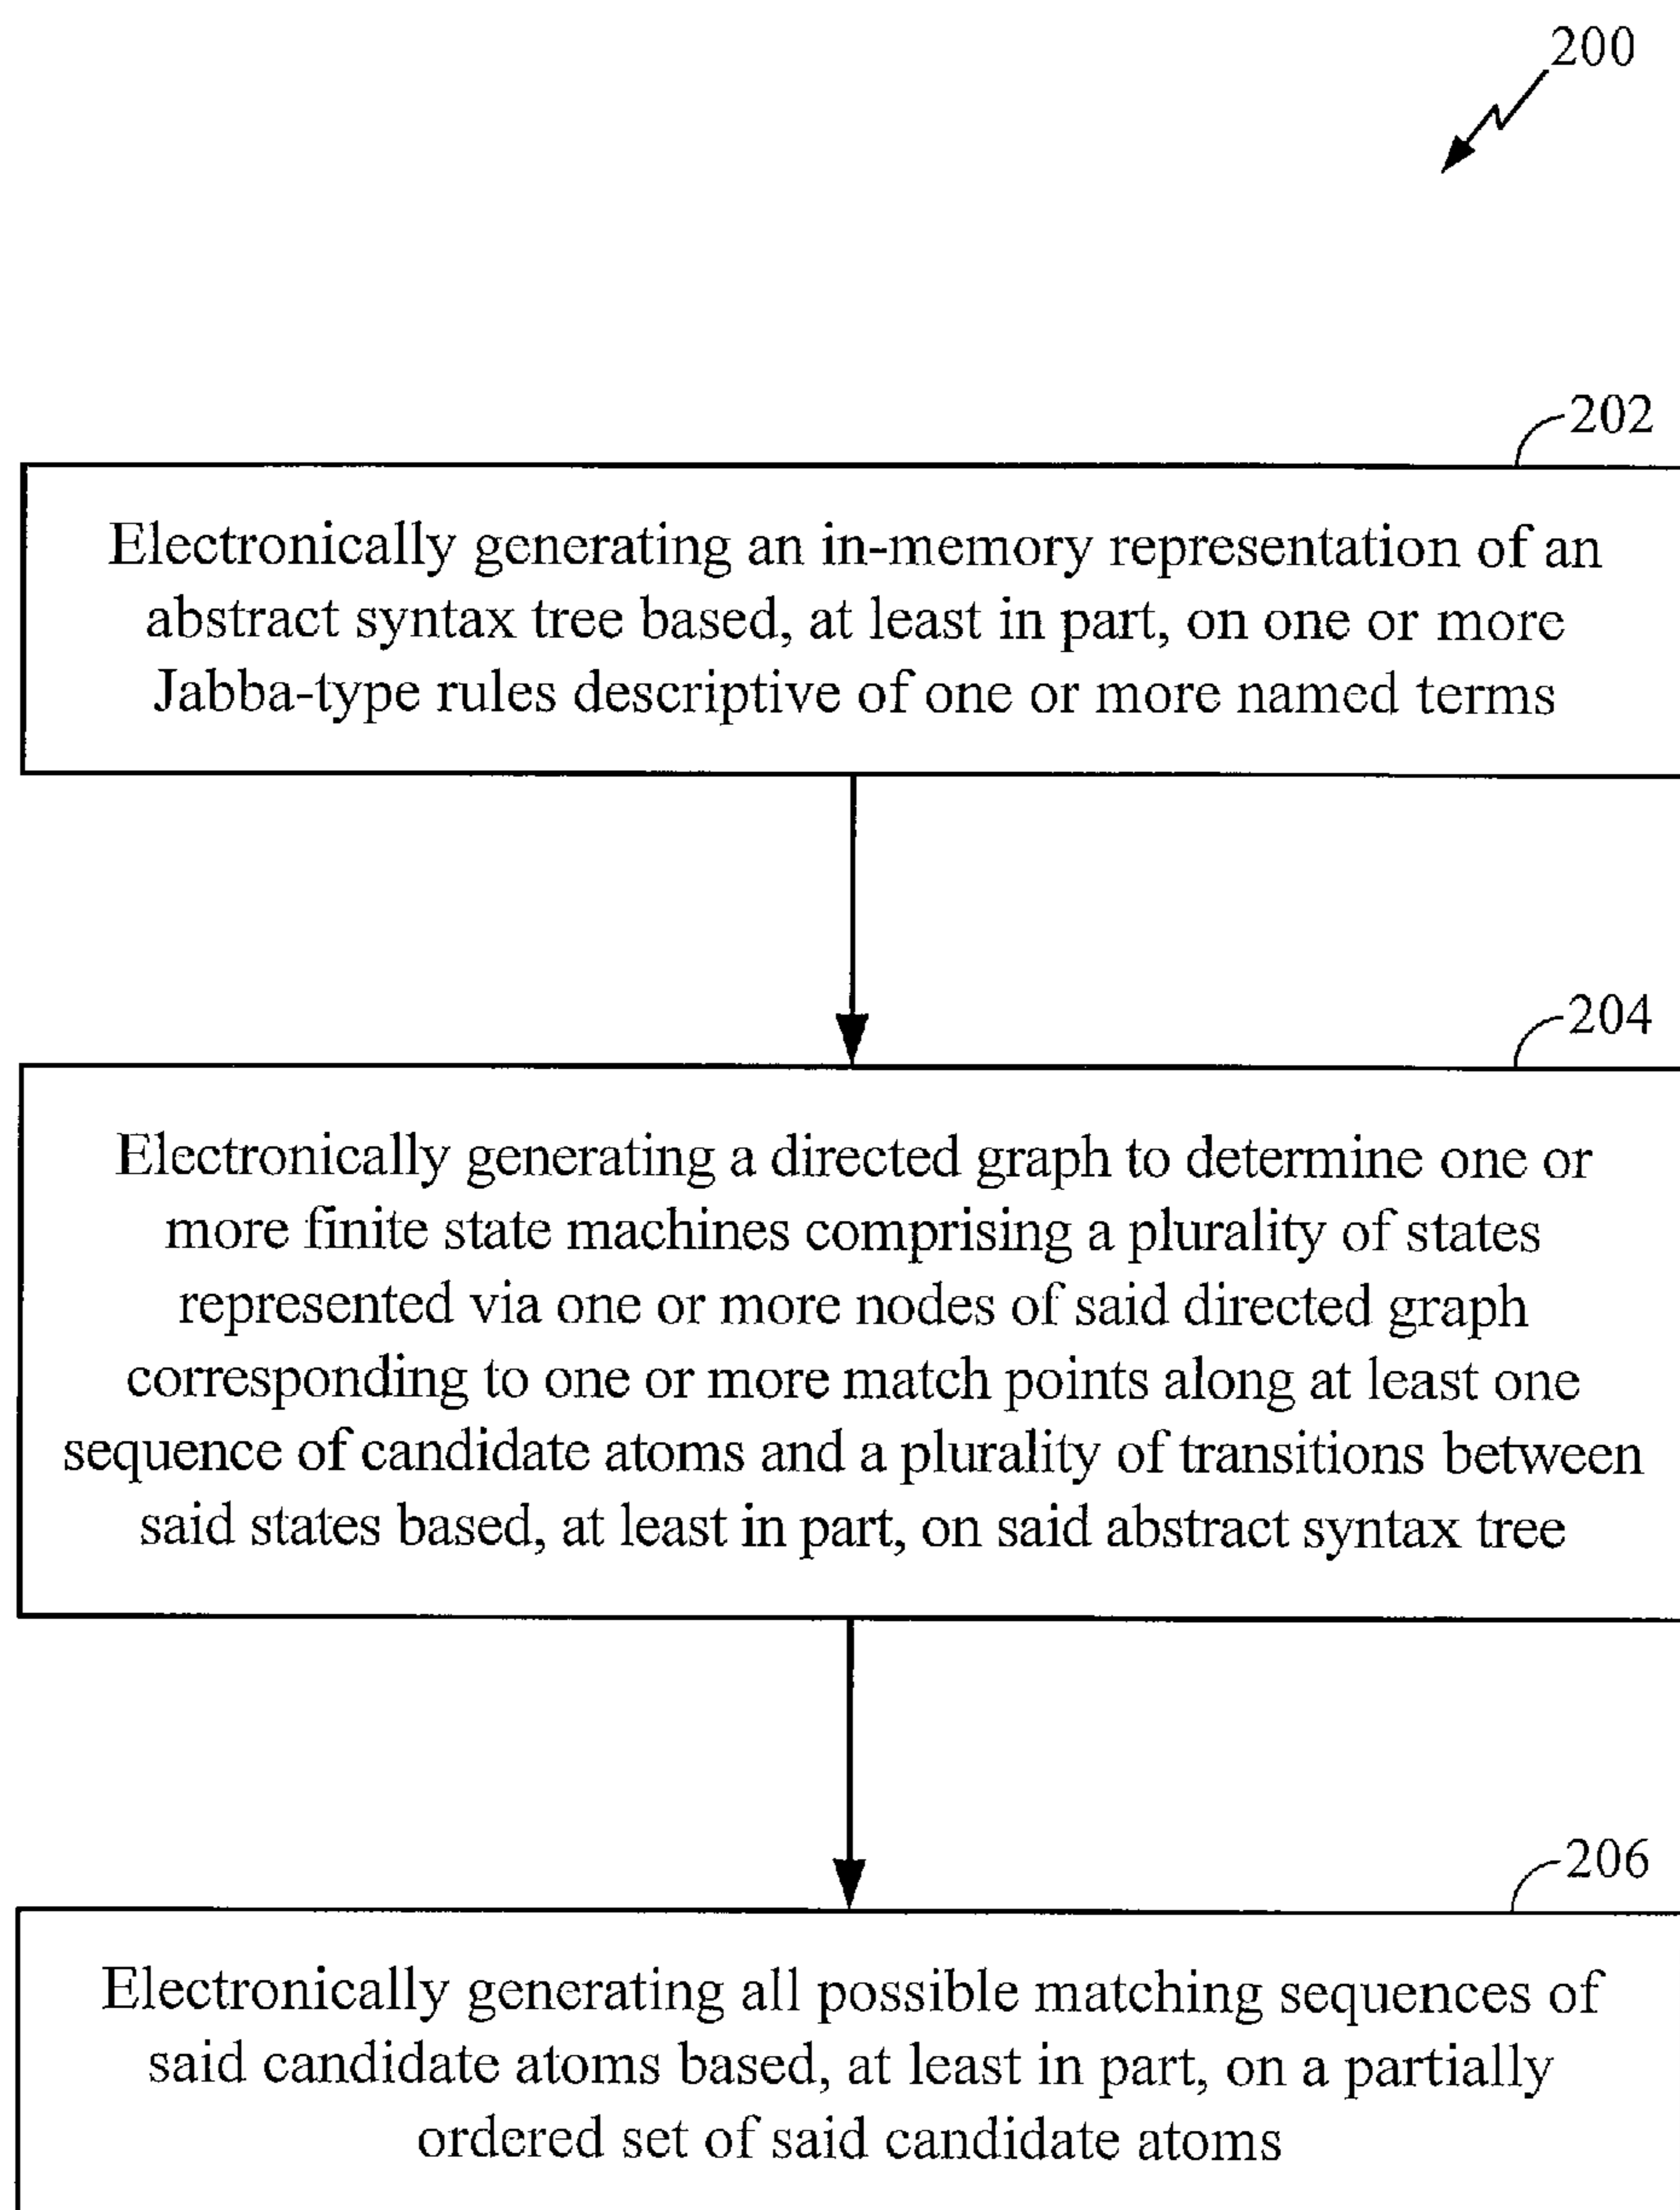 200
202
Electronically generating an in-memory representation of an
abstract syntax tree based, at least in part, on one or more
Jabba-type rules descriptive of one or more named terms
204
Electronically generating a directed graph to determine one or
more finite state machines comprising a plurality of states
represented via one or more nodes of said directed graph
corresponding to one or more match points along at least one
sequence of candidate atoms and a plurality of transitions between
said states based, at least in part, on said abstract syntax tree
206
Electronically generating all possible matching sequences of
said candidate atoms based, at least in part, on a partially
ordered set of said candidate atoms